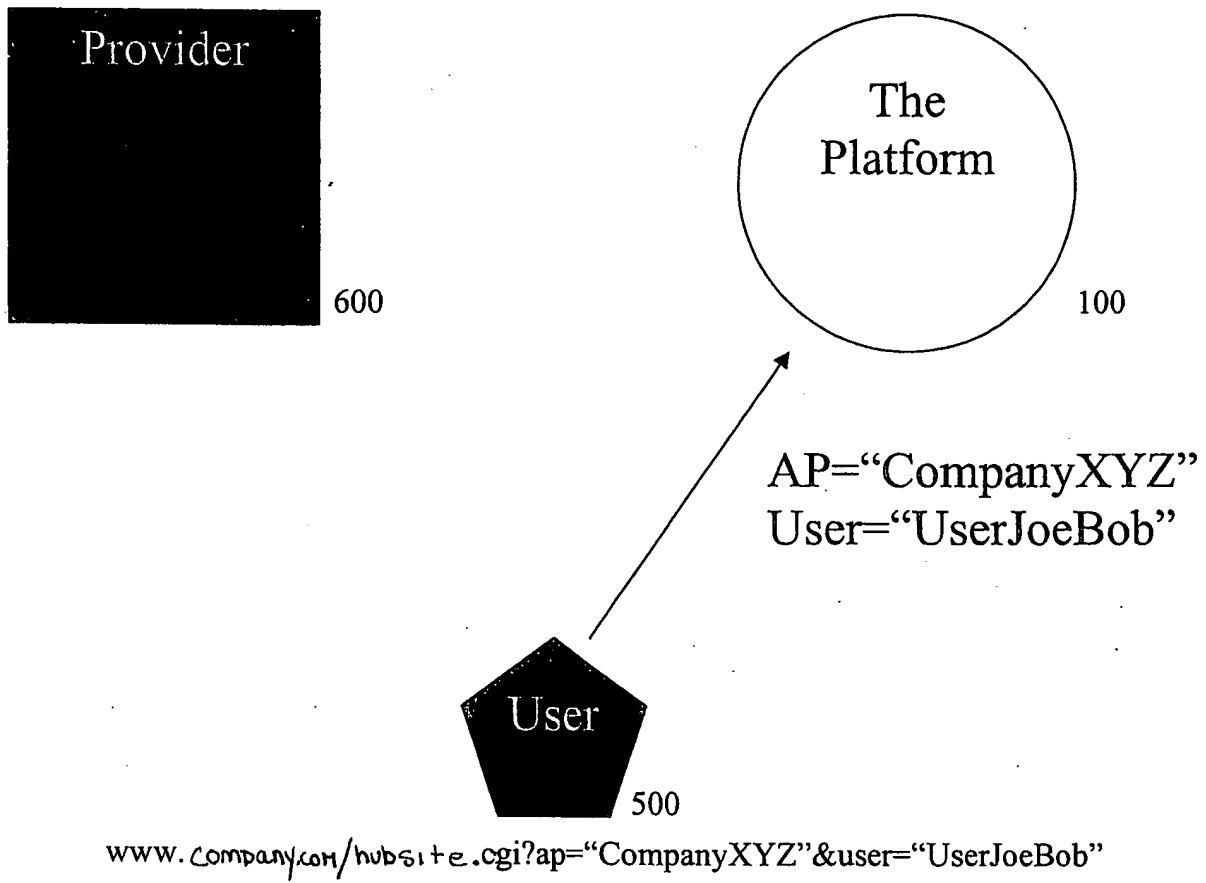 Provider
The
Platform
600
100
AP=“CompanyXYZ”
User=“UserJoeBob”
User
500
www.company.com/hubsite.cgi?ap=“CompanyXYZ”&user=“UserJoeBob”